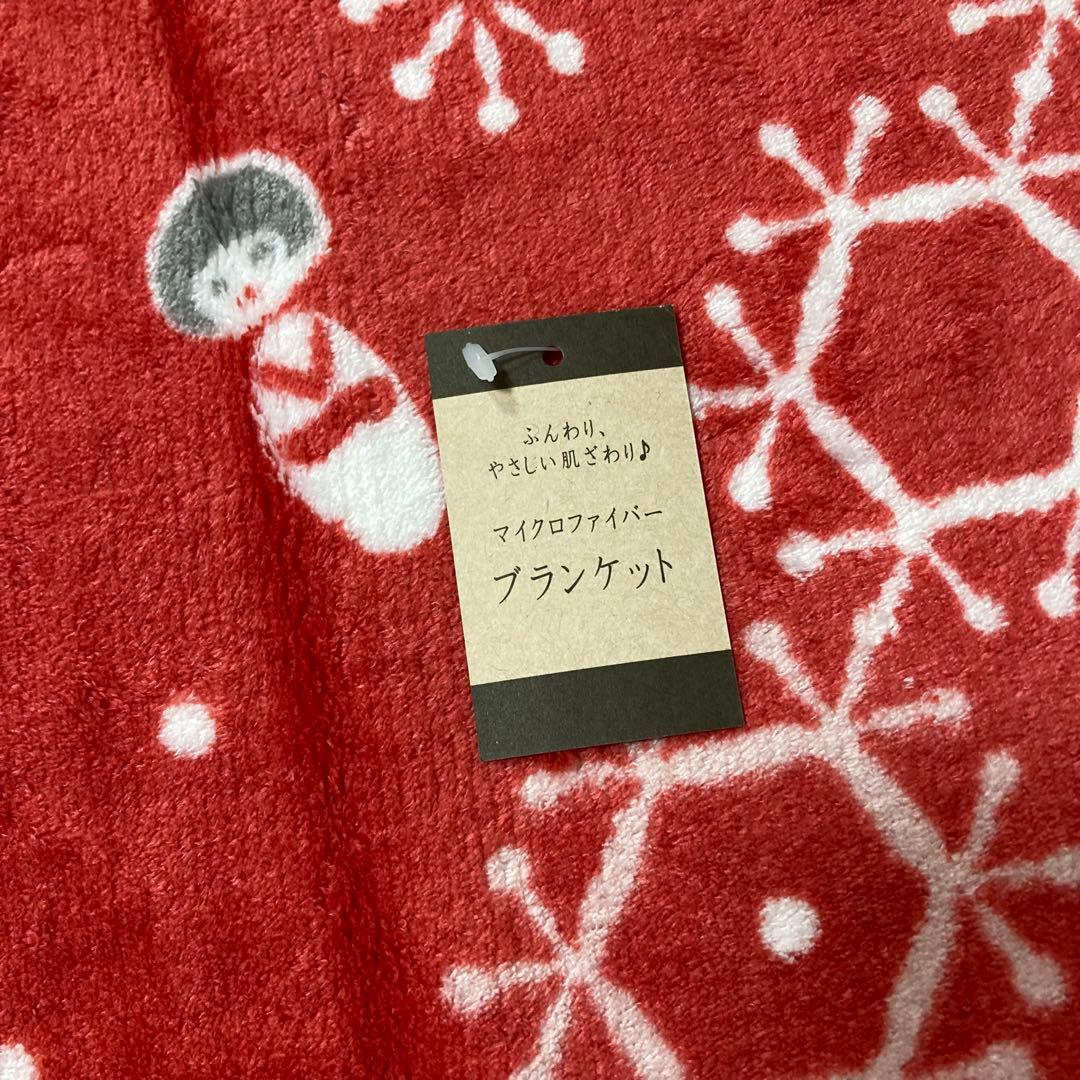 ふんわり、
やさしい肌ざわり♪
マイクロファイバー
ブランケット